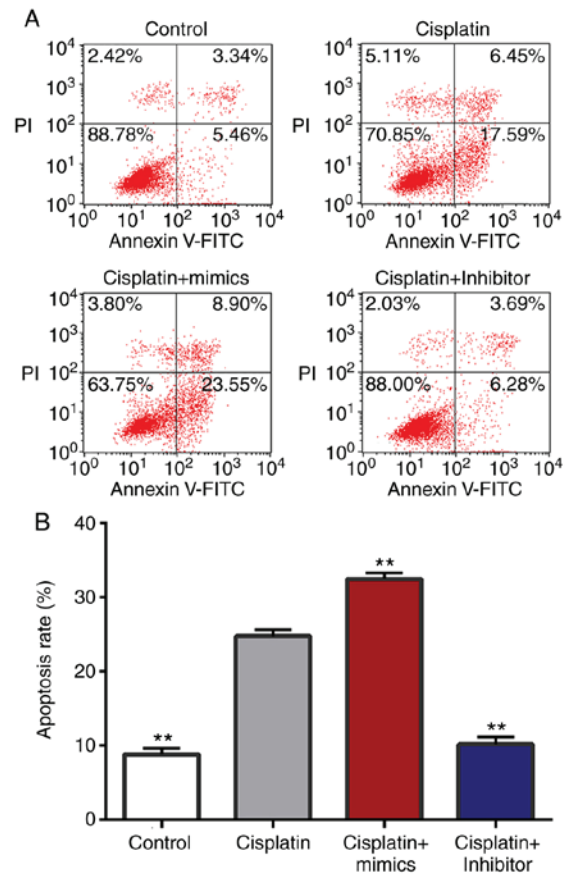 A
Control
Cisplatin
10⁴
10³
10²
10¹
10⁰
PI
2.42%
3.34%
88.78%
5.46%
10⁰ 10¹ 10² 10³ 10⁴
Annexin V-FITC
10⁴
10³
10²
10¹
10⁰
PI
5.11%
6.45%
70.85%
17.59%
10⁰ 10¹ 10² 10³ 10⁴
Annexin V-FITC
Cisplatin+mimics
Cisplatin+Inhibitor
10⁴
10³
10²
10¹
10⁰
PI
3.80%
8.90%
63.75%
23.55%
10⁰ 10¹ 10² 10³ 10⁴
Annexin V-FITC
10⁴
10³
10²
10¹
10⁰
PI
2.03%
3.69%
88.00%
6.28%
10⁰ 10¹ 10² 10³ 10⁴
Annexin V-FITC
B
Apoptosis rate (%)
40
30
20
10
0
**
**
**
Control
Cisplatin
Cisplatin+
mimics
Cisplatin+
Inhibitor